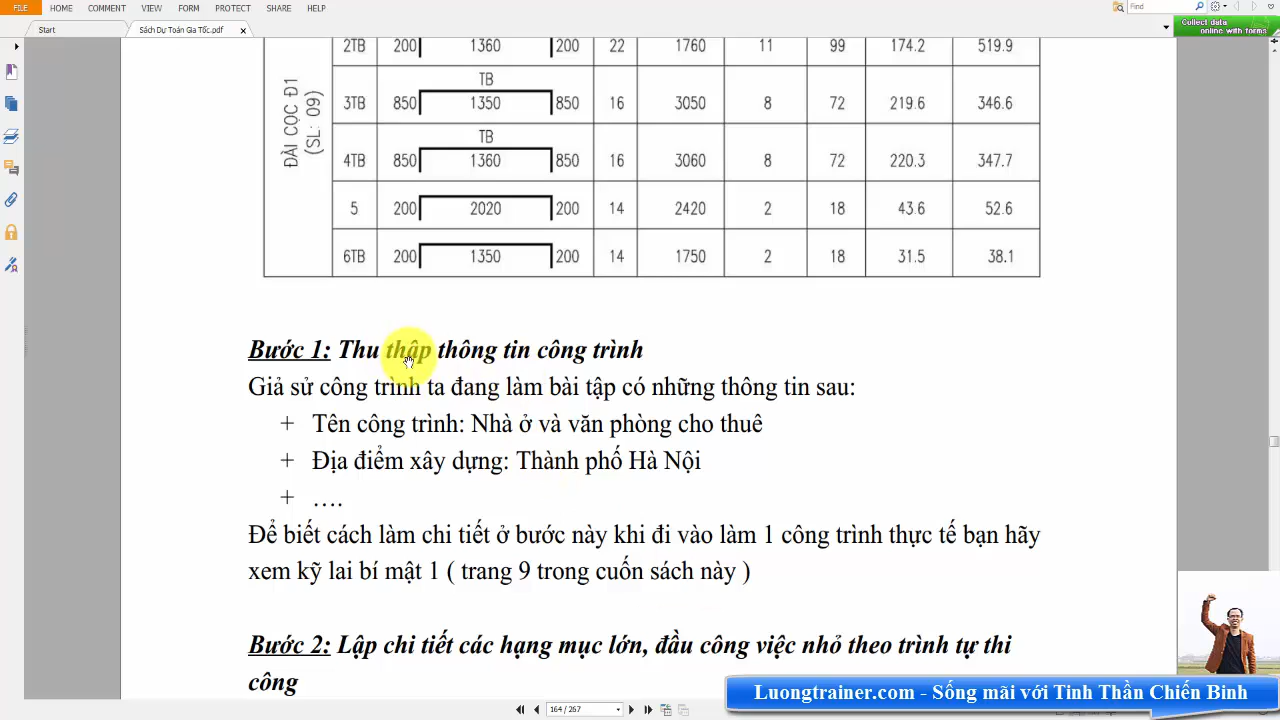 FILE HOME COMMENT VIEW FORM PROTECT SHARE HELP
Find
Start
Sách Dự Toán Gia Tốc.pdf
Collect data
online with forms
ĐÀI CỌC Đ1
(SL: 09)
2TB 200 1360 200 22 1760 11 99 174.2 519.9
TB
3TB 850 1350 850 16 3050 8 72 219.6 346.6
TB
4TB 850 1360 850 16 3060 8 72 220.3 347.7
5 200 2020 200 14 2420 2 18 43.6 52.6
6TB 200 1350 200 14 1750 2 18 31.5 38.1
Bước 1: Thu thập thông tin công trình
Giả sử công trình ta đang làm bài tập có những thông tin sau:
+ Tên công trình: Nhà ở và văn phòng cho thuê
+ Địa điểm xây dựng: Thành phố Hà Nội
+ ….
Để biết cách làm chi tiết ở bước này khi đi vào làm 1 công trình thực tế bạn hãy
xem kỹ lai bí mật 1 ( trang 9 trong cuốn sách này )
Bước 2: Lập chi tiết các hạng mục lớn, đầu công việc nhỏ theo trình tự thi
công
Luongtrainer.com - Sống mãi với Tinh Thần Chiến Binh
164 / 267